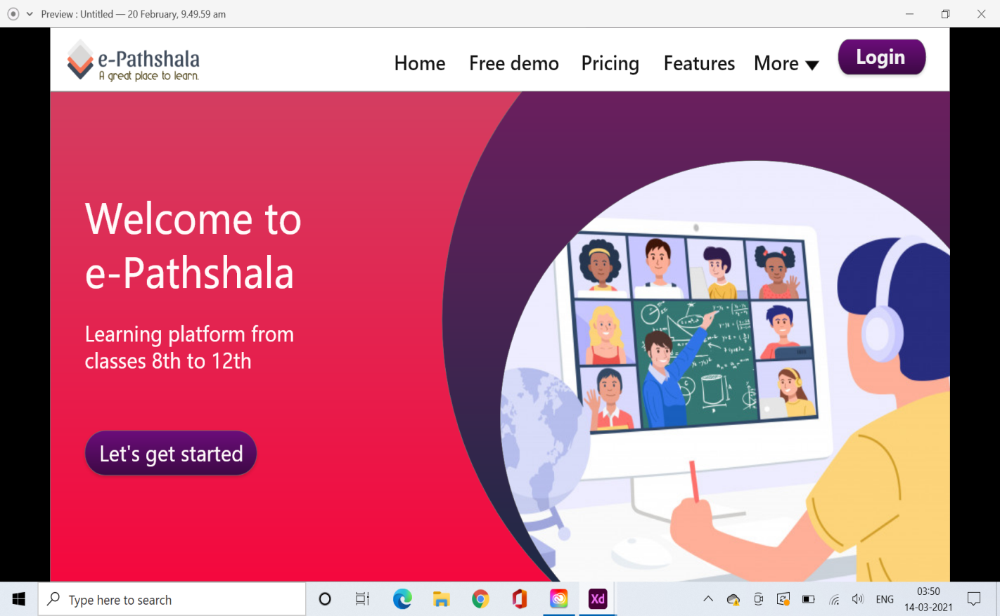 Preview : Untitled — 20 February, 9.49.59 am
e-Pathshala
A great place to learn.
Home Free demo Pricing Features More Login
Welcome to
e-Pathshala
Learning platform from
classes 8th to 12th
Let's get started
Type here to search
Xd
ENG
03:50
14-03-2021